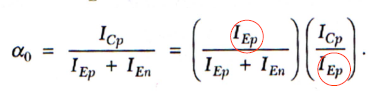 α₀ = I_Cp / (I_Ep + I_En) = (I_Ep / (I_Ep + I_En)) (I_Cp / I_Ep).